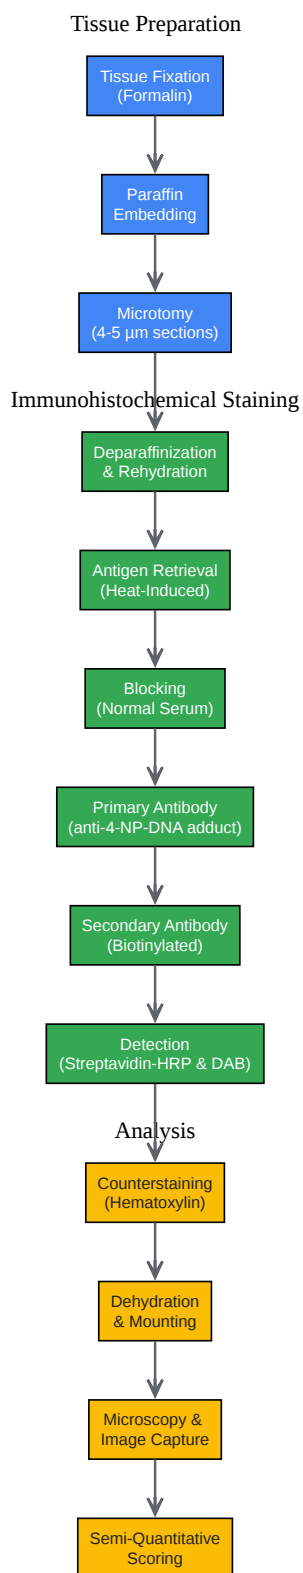 Tissue Preparation
Tissue Fixation
(Formalin)
Paraffin
Embedding
Microtomy
(4-5 µm sections)
Immunohistochemical Staining
Deparaffinization
& Rehydration
Antigen Retrieval
(Heat-Induced)
Blocking
(Normal Serum)
Primary Antibody
(anti-4-NP-DNA adduct)
Secondary Antibody
(Biotinylated)
Detection
(Streptavidin-HRP & DAB)
Analysis
Counterstaining
(Hematoxylin)
Dehydration
& Mounting
Microscopy &
Image Capture
Semi-Quantitative
Scoring